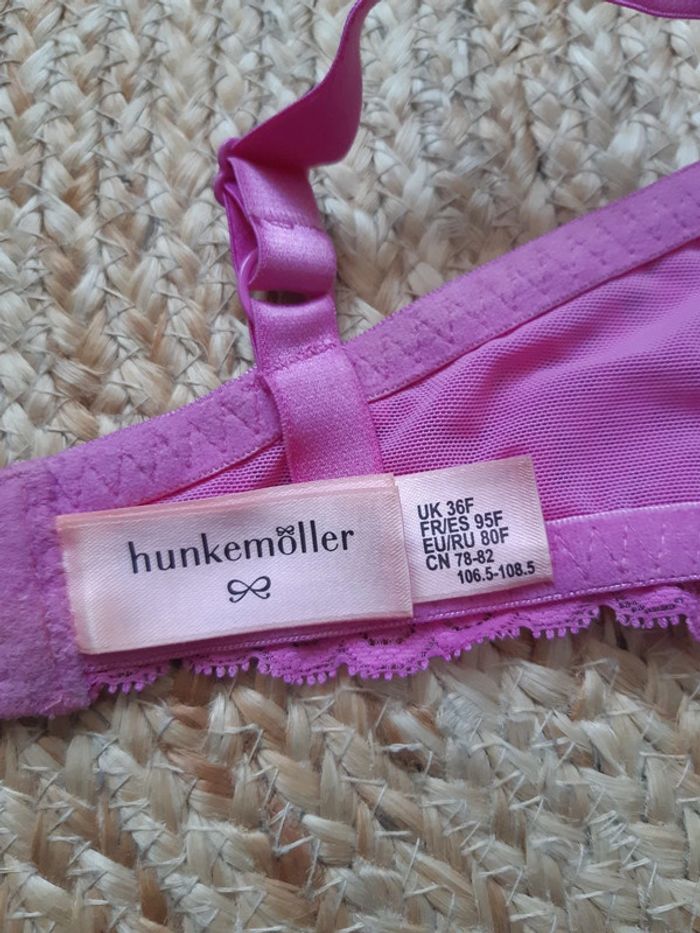 hunkemöller
UK 36F
FR/ES 95F
EU/RU 80F
CN 78-82
106.5-108.5